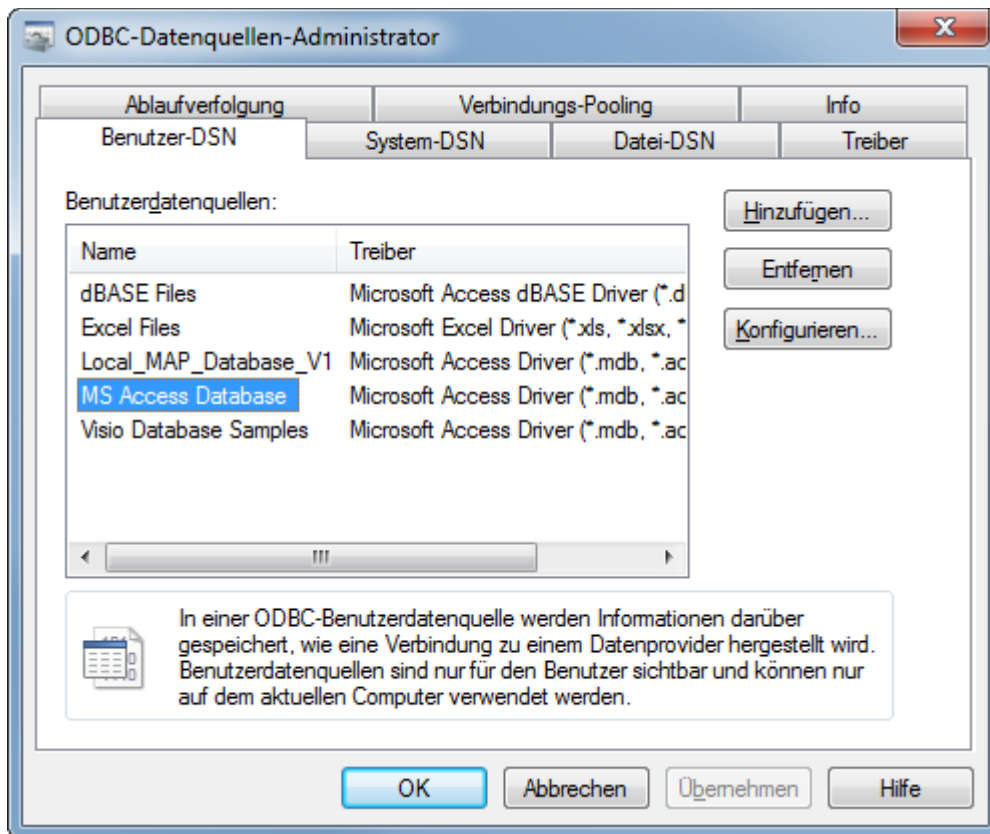 ODBC-Datenquellen-Administrator
Ablaufverfolgung Verbindungs-Pooling Info
Benutzer-DSN System-DSN Datei-DSN Treiber
Benutzerdatenquellen:
Hinzufügen...
Name Treiber
Entfernen
dBASE Files Microsoft Access dBASE Driver (*.d
Excel Files Microsoft Excel Driver (*.xls, *.xlsx, *
Konfigurieren...
Local_MAP_Database_V1 Microsoft Access Driver (*.mdb, *.ac
MS Access Database Microsoft Access Driver (*.mdb, *.ac
Visio Database Samples Microsoft Access Driver (*.mdb, *.ac
In einer ODBC-Benutzerdatenquelle werden Informationen darüber
gespeichert, wie eine Verbindung zu einem Datenprovider hergestellt wird.
Benutzerdatenquellen sind nur für den Benutzer sichtbar und können nur
auf dem aktuellen Computer verwendet werden.
OK Abbrechen Übernehmen Hilfe